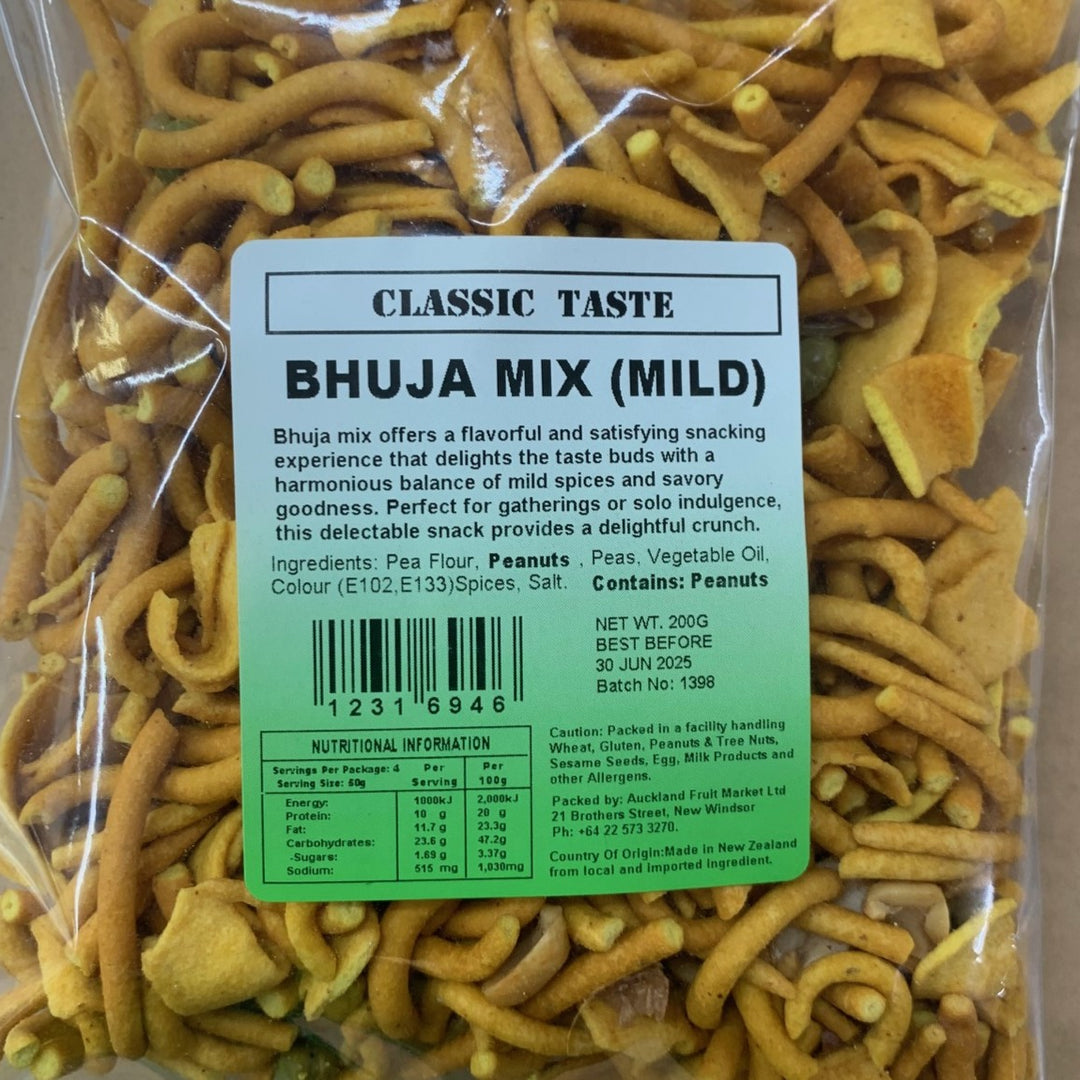 CLASSIC TASTE
BHUJA MIX (MILD)
Bhuja mix offers a flavorful and satisfying snacking
experience that delights the taste buds with a
harmonious balance of mild spices and savory
goodness. Perfect for gatherings or solo indulgence,
this delectable snack provides a delightful crunch.
Ingredients: Pea Flour, Peanuts , Peas, Vegetable Oil,
Colour (E102,E133)Spices, Salt. Contains: Peanuts
1231 6946
NET WT. 200G
BEST BEFORE
30 JUN 2025
Batch No: 1398
NUTRITIONAL INFORMATION
Servings Per Package: 4 Per Per
Serving Size: 50g Serving 100g
Energy: 1000kJ 2,000kJ
Protein: 10 g 20 g
Fat: 11.7 g 23.3g
Carbohydrates: 23.6 g 47.2g
-Sugars: 1.69 g 3.37g
Sodium: 515 mg 1,030mg
Caution: Packed in a facility handling
Wheat, Gluten, Peanuts & Tree Nuts,
Sesame Seeds, Egg, Milk Products and
other Allergens.
Packed by: Auckland Fruit Market Ltd
21 Brothers Street, New Windsor
Ph: +64 22 573 3270.
Country Of Origin:Made in New Zealand
from local and imported Ingredient.